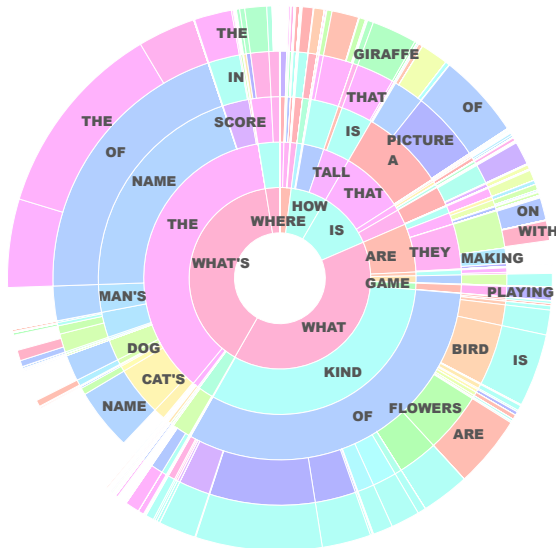 THE
GIRAFFE
THE
IN
THAT
OF
OF
SCORE
IS
PICTURE
A
NAME
TALL
THAT
THE
WHERE
HOW
IS
ON
WITH
WHAT'S
ARE
THEY
MAKING
GAME
PLAYING
MAN'S
WHAT
DOG
BIRD
IS
CAT'S
KIND
NAME
OF
FLOWERS
ARE